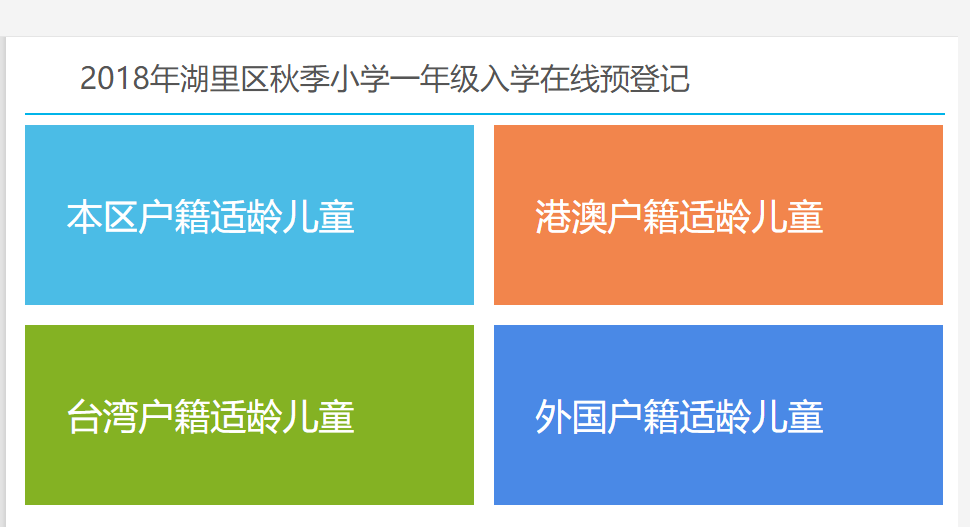 2018年湖里区秋季小学一年级入学在线预登记
本区户籍适龄儿童
港澳户籍适龄儿童
台湾户籍适龄儿童
外国户籍适龄儿童